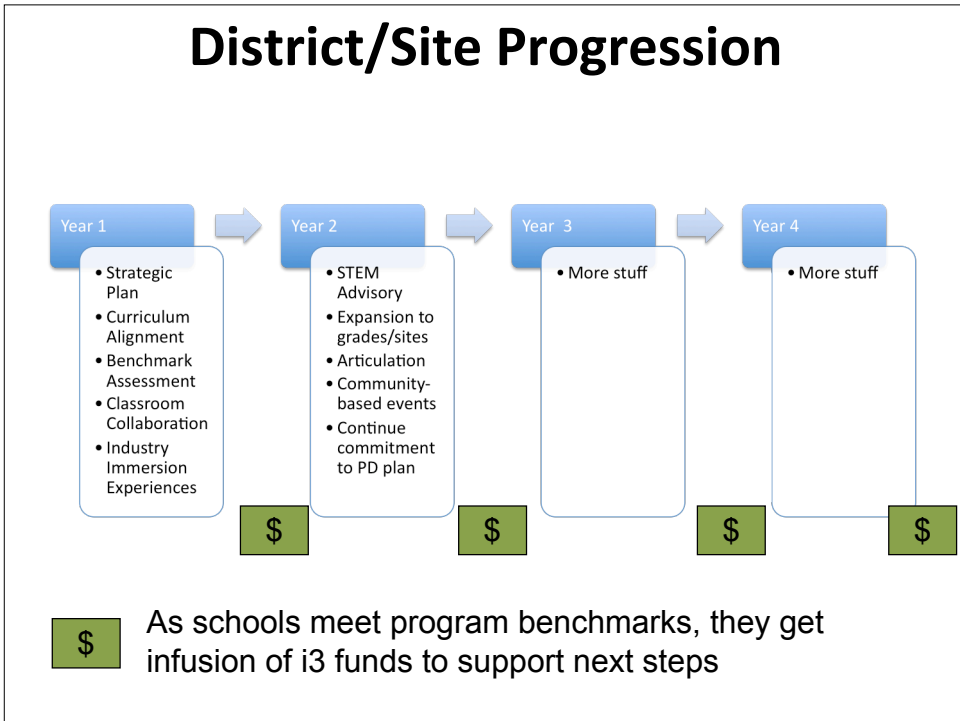 District/Site Progression
Year 1
• Strategic
Plan
• Curriculum
Alignment
• Benchmark
Assessment
• Classroom
Collaboration
• Industry
Immersion
Experiences
Year 2
• STEM
Advisory
• Expansion to
grades/sites
• Articulation
• Community-
based events
• Continue
commitment
to PD plan
Year 3
• More stuff
Year 4
• More stuff
$
$
$
$
$
As schools meet program benchmarks, they get
infusion of i3 funds to support next steps